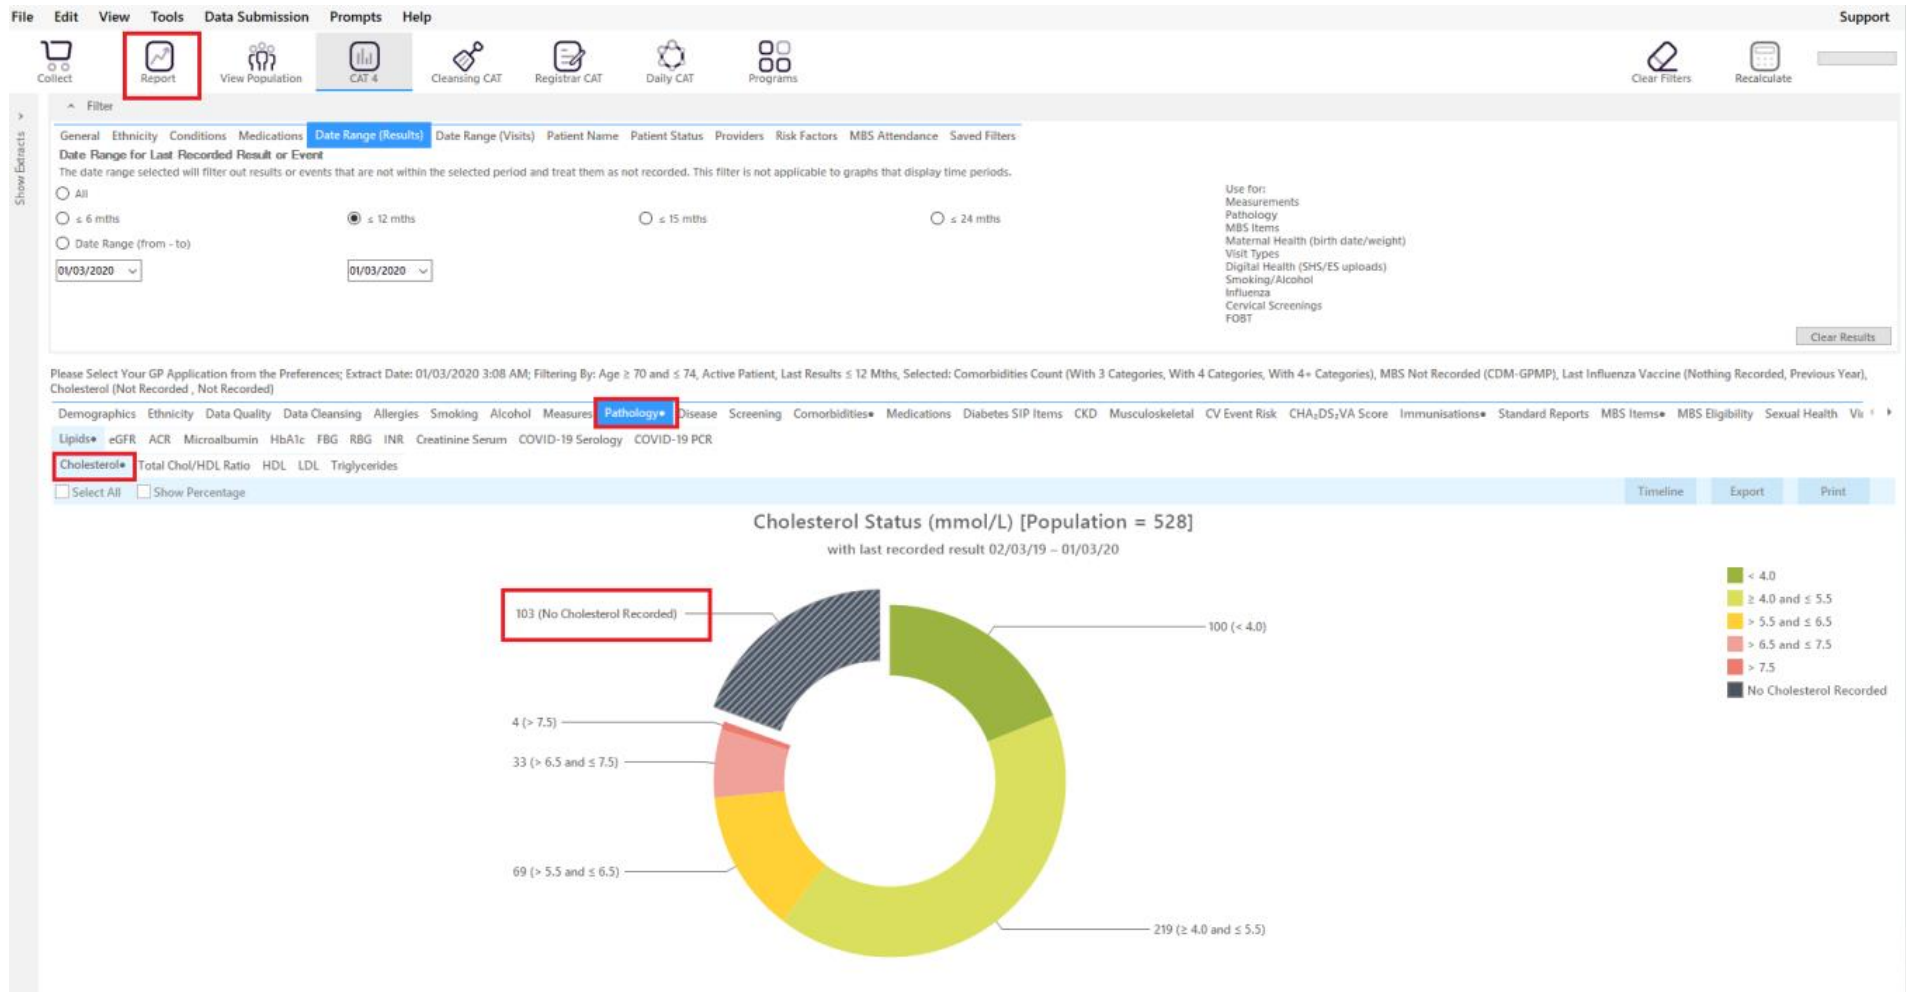 File Edit View Tools Data Submission Prompts Help Support
Collect Report View Population CAT 4 Cleansing CAT Registrar CAT Daily CAT Programs Clear Filters Recalculate
Show Extracts
Filter
General Ethnicity Conditions Medications Date Range (Results) Date Range (Visits) Patient Name Patient Status Providers Risk Factors MBS Attendance Saved Filters
Date Range for Last Recorded Result or Event
The date range selected will filter out results or events that are not within the selected period and treat them as not recorded. This filter is not applicable to graphs that display time periods.
All
≤ 6 mths ≤ 12 mths ≤ 15 mths ≤ 24 mths
Date Range (from - to)
01/03/2020 01/03/2020
Use for:
Measurements
Pathology
MBS Items
Maternal Health (birth date/weight)
Visit Types
Digital Health (SHS/ES uploads)
Smoking/Alcohol
Influenza
Cervical Screenings
FOBT
Clear Results
Please Select Your GP Application from the Preferences; Extract Date: 01/03/2020 3:08 AM; Filtering By: Age ≥ 70 and ≤ 74, Active Patient, Last Results ≤ 12 Mths, Selected: Comorbidities Count (With 3 Categories, With 4 Categories, With 4+ Categories), MBS Not Recorded (CDM-GPMP), Last Influenza Vaccine (Nothing Recorded, Previous Year),
Cholesterol (Not Recorded , Not Recorded)
Demographics Ethnicity Data Quality Data Cleansing Allergies Smoking Alcohol Measures Pathology• Disease Screening Comorbidities• Medications Diabetes SIP Items CKD Musculoskeletal CV Event Risk CHA₂DS₂VA Score Immunisations• Standard Reports MBS Items• MBS Eligibility Sexual Health
Lipids• eGFR ACR Microalbumin HbA1c FBG RBG INR Creatinine Serum COVID-19 Serology COVID-19 PCR
Cholesterol• Total Chol/HDL Ratio HDL LDL Triglycerides
Select All Show Percentage Timeline Export Print
Cholesterol Status (mmol/L) [Population = 528]
with last recorded result 02/03/19 – 01/03/20
103 (No Cholesterol Recorded)
100 (< 4.0)
4 (> 7.5)
33 (> 6.5 and ≤ 7.5)
69 (> 5.5 and ≤ 6.5)
219 (≥ 4.0 and ≤ 5.5)
< 4.0
≥ 4.0 and ≤ 5.5
> 5.5 and ≤ 6.5
> 6.5 and ≤ 7.5
> 7.5
No Cholesterol Recorded